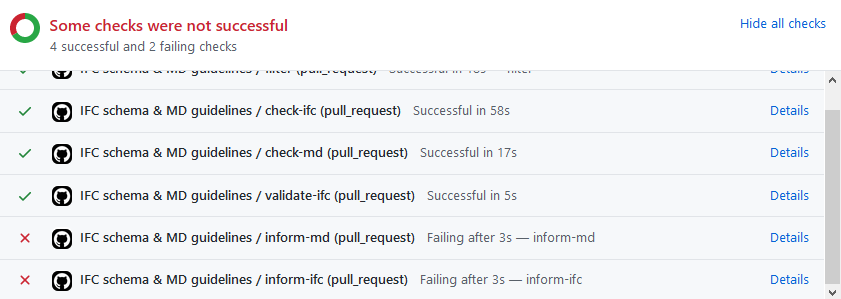 Some checks were not successful
Hide all checks
4 successful and 2 failing checks
IFC schema & MD guidelines / filter (pull_request) Successful in 18s — filter Details
IFC schema & MD guidelines / check-ifc (pull_request) Successful in 58s Details
IFC schema & MD guidelines / check-md (pull_request) Successful in 17s Details
IFC schema & MD guidelines / validate-ifc (pull_request) Successful in 5s Details
IFC schema & MD guidelines / inform-md (pull_request) Failing after 3s — inform-md Details
IFC schema & MD guidelines / inform-ifc (pull_request) Failing after 3s — inform-ifc Details